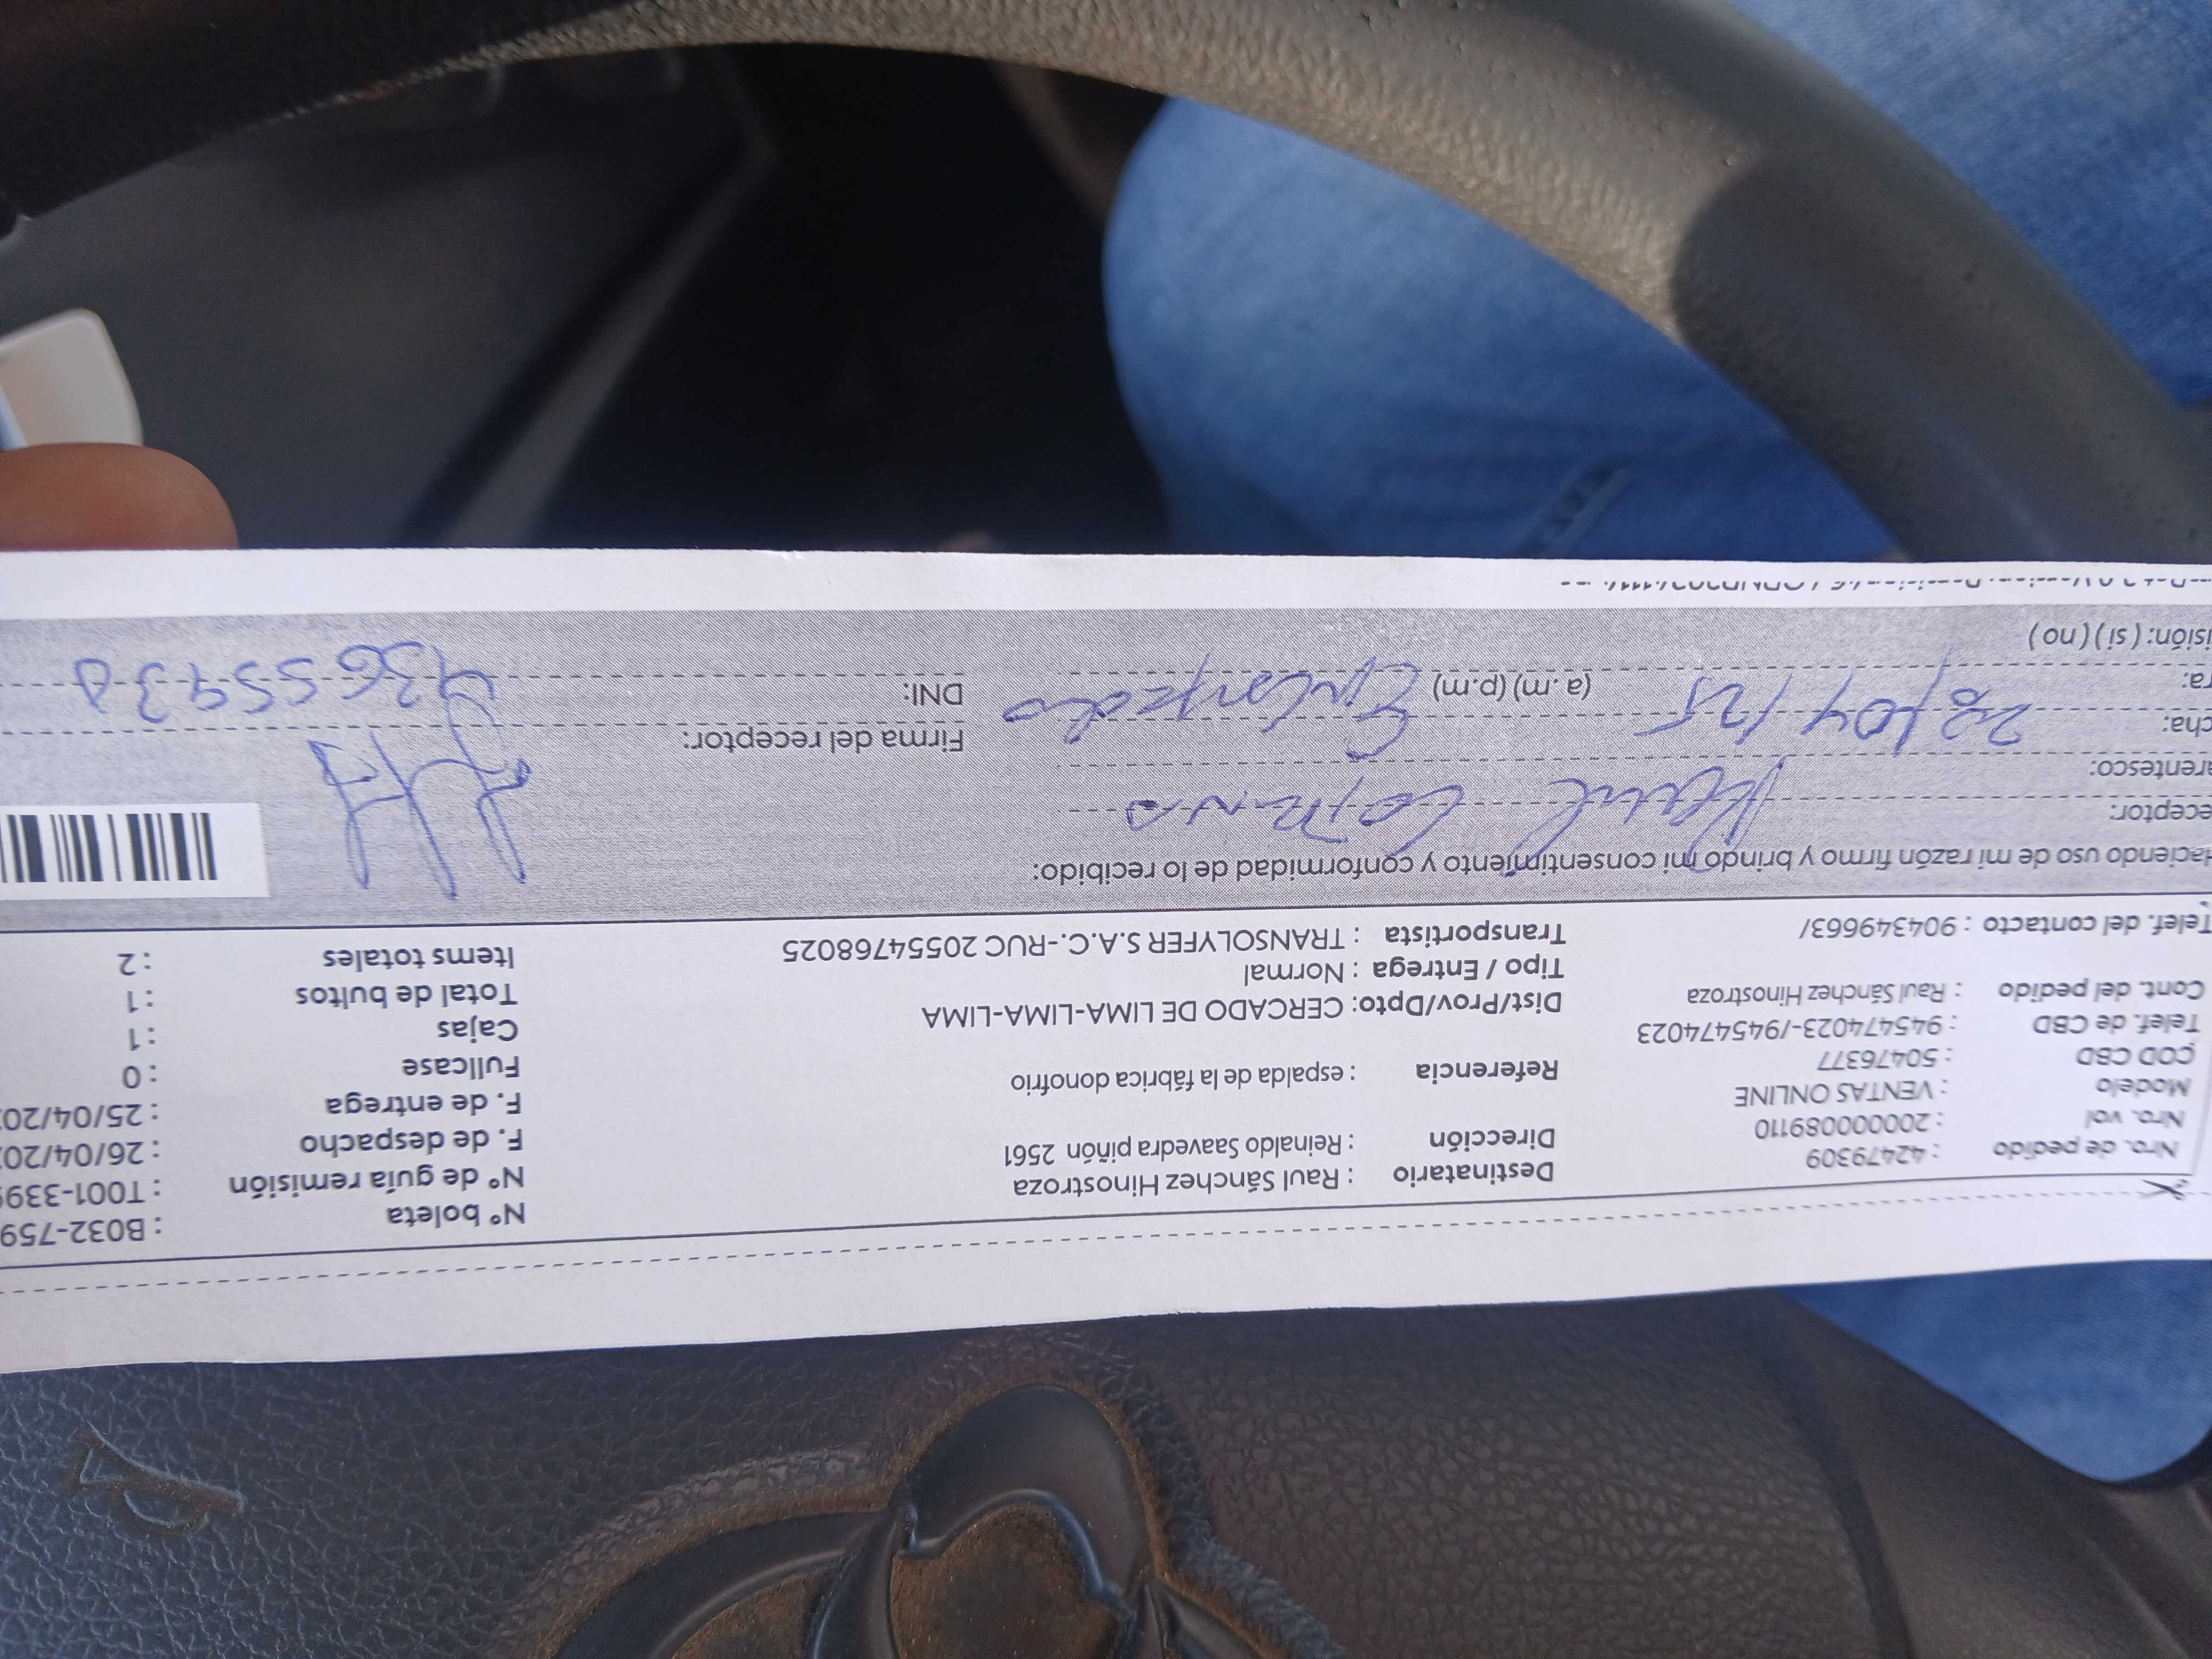 Nro. de pedido : 42479309
Nro. vol : 20000089110
Modelo : VENTAS ONLINE
COD CBD : 50476377
Telef. de CBD : 945474023-/945474023
Cont. del pedido : Raul Sánchez Hinostroza
Telef. del contacto : 904349663/
Destinatario : Raul Sánchez Hinostroza
Dirección : Reinaldo Saavedra piñón 2561
Referencia : espalda de la fábrica donofrio
Dist/Prov/Dpto: CERCADO DE LIMA-LIMA-LIMA
Tipo / Entrega : Normal
Transportista : TRANSOLYFER S.A.C.-RUC 20554768025
N° boleta : B032-759
N° de guía remisión : T001-339
F. de despacho : 26/04/20
F. de entrega : 25/04/20
Fullcase : 0
Cajas : 1
Total de bultos : 1
Items totales : 2
Haciendo uso de mi razón firmo y brindo mi consentimiento y conformidad de lo recibido:
eceptor: Raul
arentesco:
cha: 28/04/25
ra: (a.m) (p.m)
isión: ( si ) ( no )
Firma del receptor:
DNI: